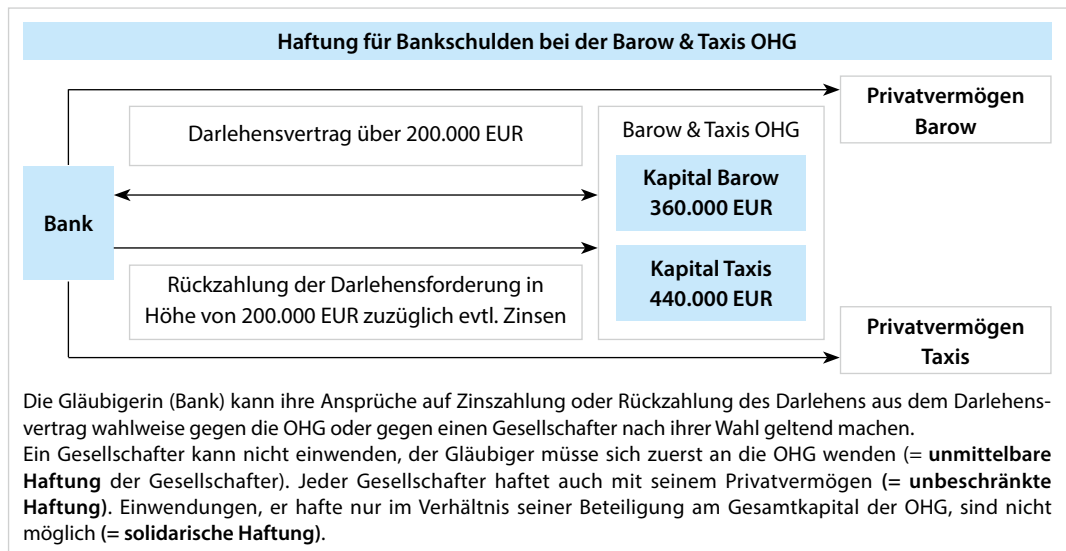 Haftung für Bankschulden bei der Barow & Taxis OHG
Privatvermögen
Barow
Darlehensvertrag über 200.000 EUR
Barow & Taxis OHG
Kapital Barow
360.000 EUR
Bank
Kapital Taxis
440.000 EUR
Rückzahlung der Darlehensforderung in
Höhe von 200.000 EUR zuzüglich evtl. Zinsen
Privatvermögen
Taxis
Die Gläubigerin (Bank) kann ihre Ansprüche auf Zinszahlung oder Rückzahlung des Darlehens aus dem Darlehens-
vertrag wahlweise gegen die OHG oder gegen einen Gesellschafter nach ihrer Wahl geltend machen.
Ein Gesellschafter kann nicht einwenden, der Gläubiger müsse sich zuerst an die OHG wenden (= unmittelbare
Haftung der Gesellschafter). Jeder Gesellschafter haftet auch mit seinem Privatvermögen (= unbeschränkte
Haftung). Einwendungen, er hafte nur im Verhältnis seiner Beteiligung am Gesamtkapital der OHG, sind nicht
möglich (= solidarische Haftung).